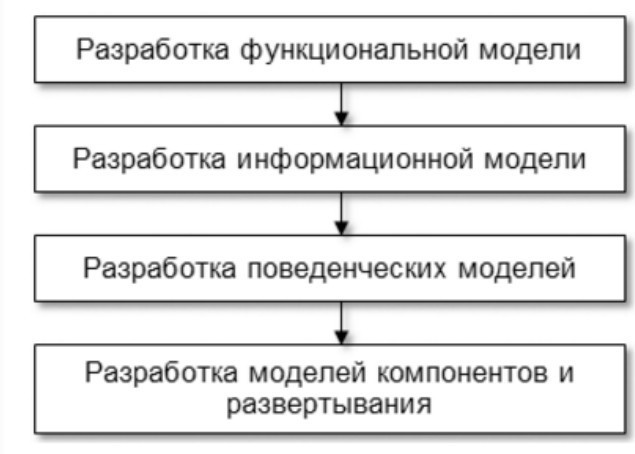 Разработка функциональной модели
Разработка информационной модели
Разработка поведенческих моделей
Разработка моделей компонентов и
развертывания